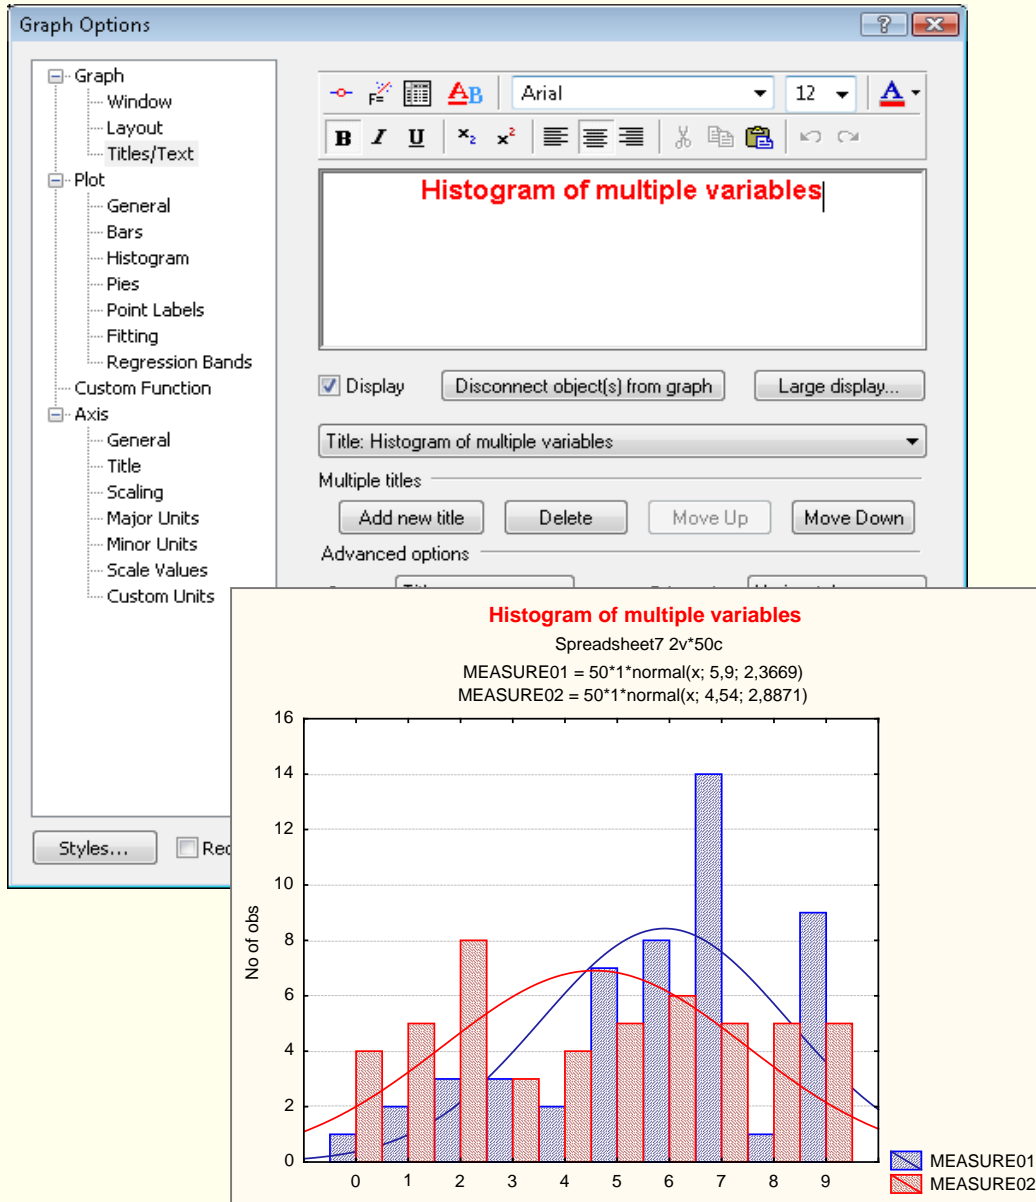 Graph Options
Graph
Window
Layout
Titles/Text
Plot
General
Bars
Histogram
Pies
Point Labels
Fitting
Regression Bands
Custom Function
Axis
General
Title
Scaling
Major Units
Minor Units
Scale Values
Custom Units
F= AB Arial 12 A
B I U x2 x2
Histogram of multiple variables
Display Disconnect object(s) from graph Large display...
Title: Histogram of multiple variables
Multiple titles
Add new title Delete Move Up Move Down
Advanced options
Styles...
Histogram of multiple variables
Spreadsheet7 2v*50c
MEASURE01 = 50*1*normal(x; 5,9; 2,3669)
MEASURE02 = 50*1*normal(x; 4,54; 2,8871)
16
14
12
10
8
6
4
2
0
No of obs
0 1 2 3 4 5 6 7 8 9
MEASURE01
MEASURE02